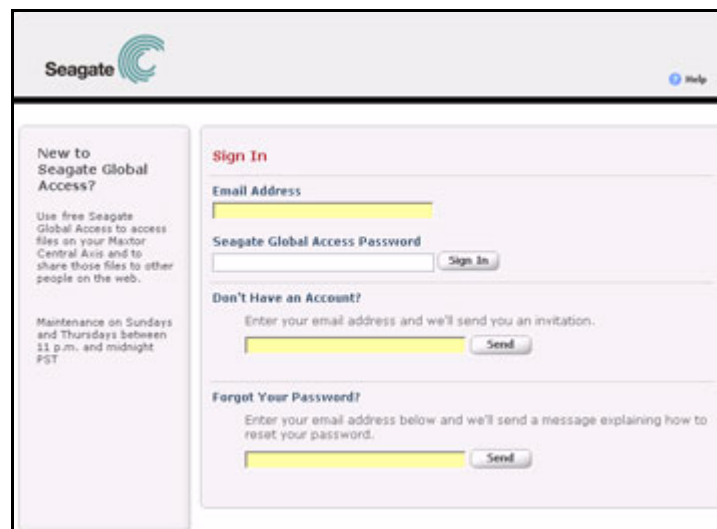 Seagate
Help
New to
Seagate Global
Access?
Use free Seagate
Global Access to access
files on your Maxtor
Central Axis and to
share those files to other
people on the web.
Maintenance on Sundays
and Thursdays between
11 p.m. and midnight
PST
Sign In
Email Address
Seagate Global Access Password
Sign In
Don't Have an Account?
Enter your email address and we'll send you an invitation.
Send
Forgot Your Password?
Enter your email address below and we'll send a message explaining how to
reset your password.
Send